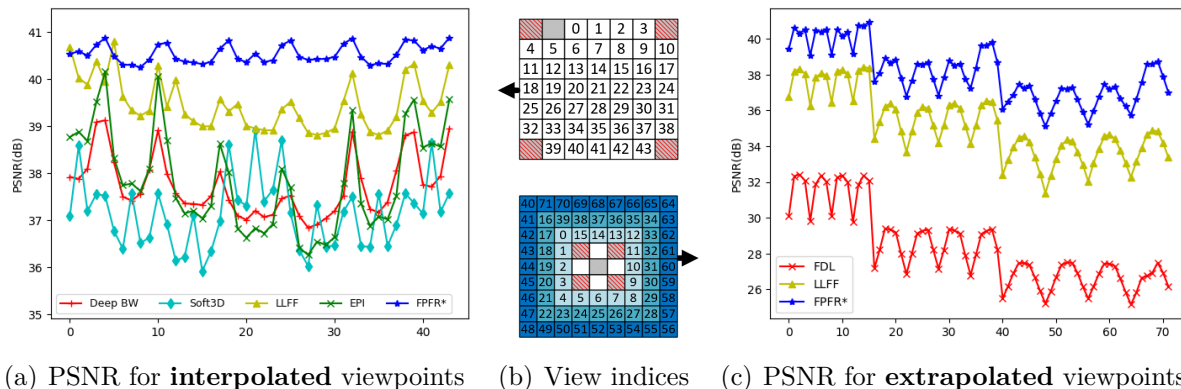 PSNR(dB)
41
40
39
38
37
36
35
0 10 20 30 40
Deep BW Soft3D LLFF EPI FPFR*
(a) PSNR for interpolated viewpoints
0 1 2 3
4 5 6 7 8 9 10
11 12 13 14 15 16 17
18 19 20 21 22 23 24
25 26 27 28 29 30 31
32 33 34 35 36 37 38
39 40 41 42 43
40 71 70 69 68 67 66 65 64
41 16 39 38 37 36 35 34 63
42 17 0 15 14 13 12 33 62
43 18 1 11 32 61
44 19 2 10 31 60
45 20 3 9 30 59
46 21 4 5 6 7 8 29 58
47 22 23 24 25 26 27 28 57
48 49 50 51 52 53 54 55 56
(b) View indices
PSNR(dB)
40
38
36
34
32
30
28
26
0 10 20 30 40 50 60 70
FDL
LLFF
FPFR*
(c) PSNR for extrapolated viewpoints